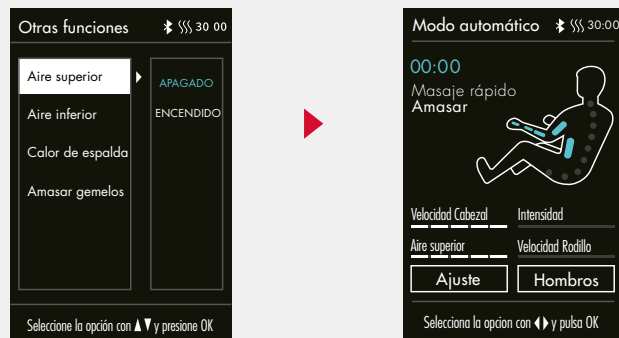 Otras funciones 30 00
Aire superior
APAGADO
Aire inferior
ENCENDIDO
Calor de espalda
Amasar gemelos
Seleccione la opción con ▲▼ y presione OK
Modo automático 30:00
00:00
Masaje rápido
Amasar
Velocidad Cabezal Intensidad
Aire superior Velocidad Rodillo
Ajuste Hombros
Selecciona la opcion con ◀▶ y pulsa OK